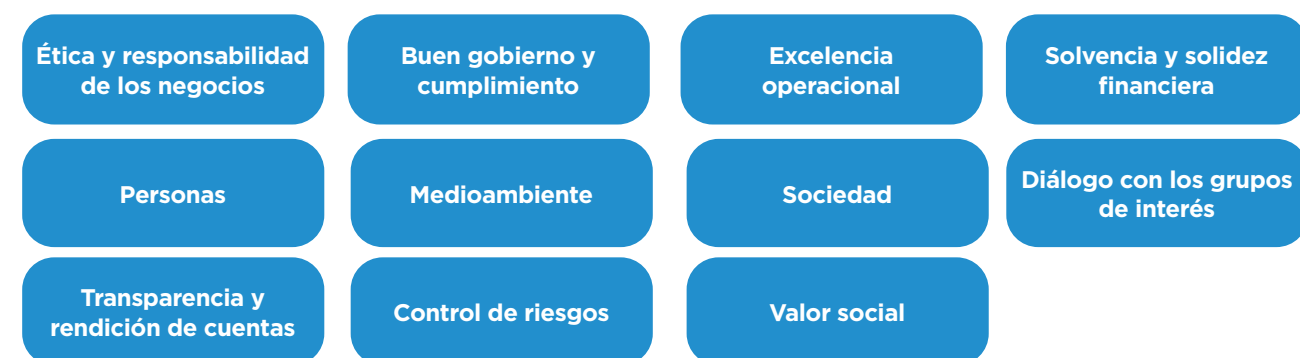 Ética y responsabilidad
de los negocios
Buen gobierno y
cumplimiento
Excelencia
operacional
Solvencia y solidez
financiera
Personas
Medioambiente
Sociedad
Diálogo con los grupos
de interés
Transparencia y
rendición de cuentas
Control de riesgos
Valor social